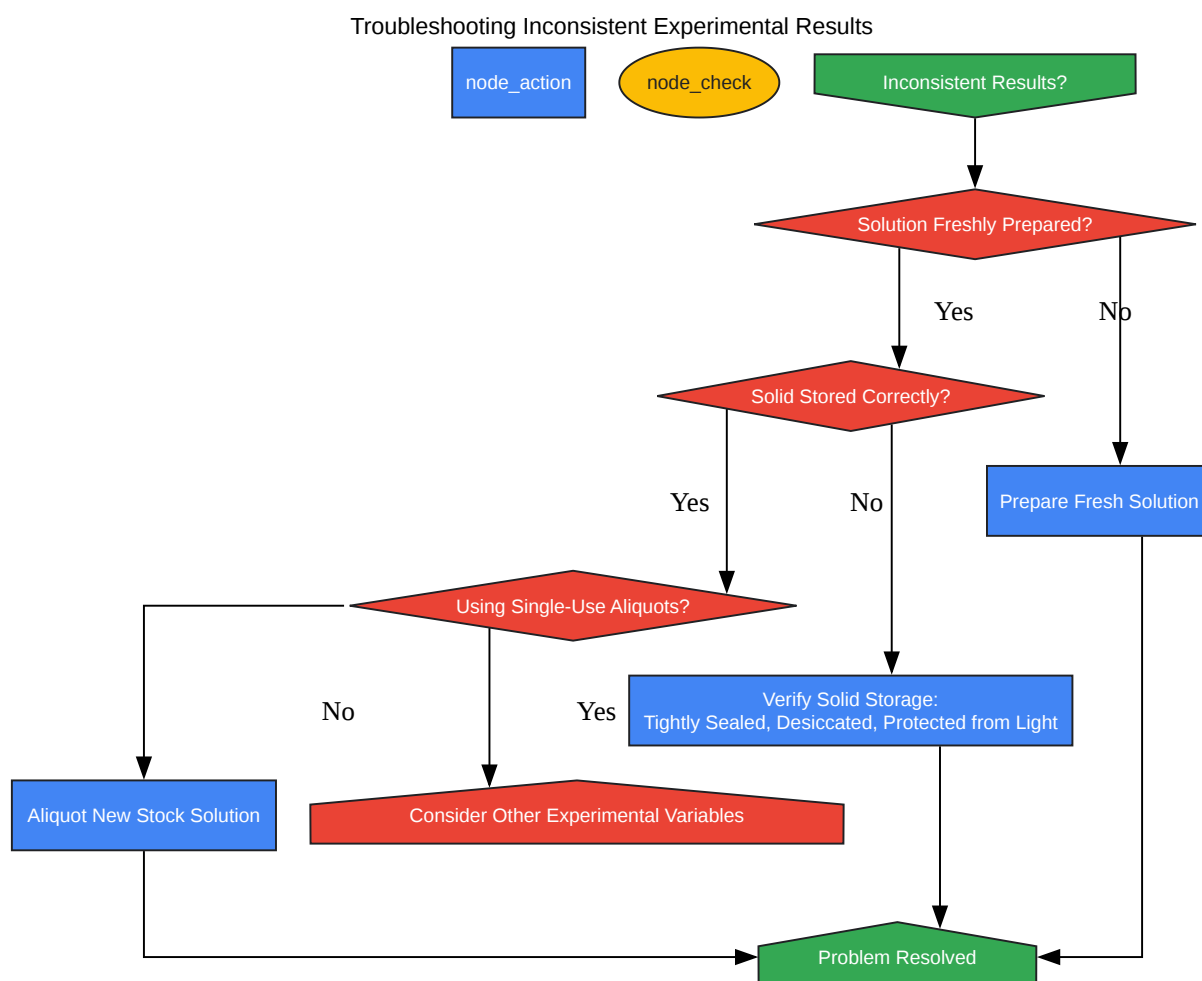 Troubleshooting Inconsistent Experimental Results
node_action
node_check
Inconsistent Results?
Solution Freshly Prepared?
Yes
No
Solid Stored Correctly?
Yes
No
Prepare Fresh Solution
Using Single-Use Aliquots?
No
Yes
Verify Solid Storage:
Tightly Sealed, Desiccated, Protected from Light
Aliquot New Stock Solution
Consider Other Experimental Variables
Problem Resolved